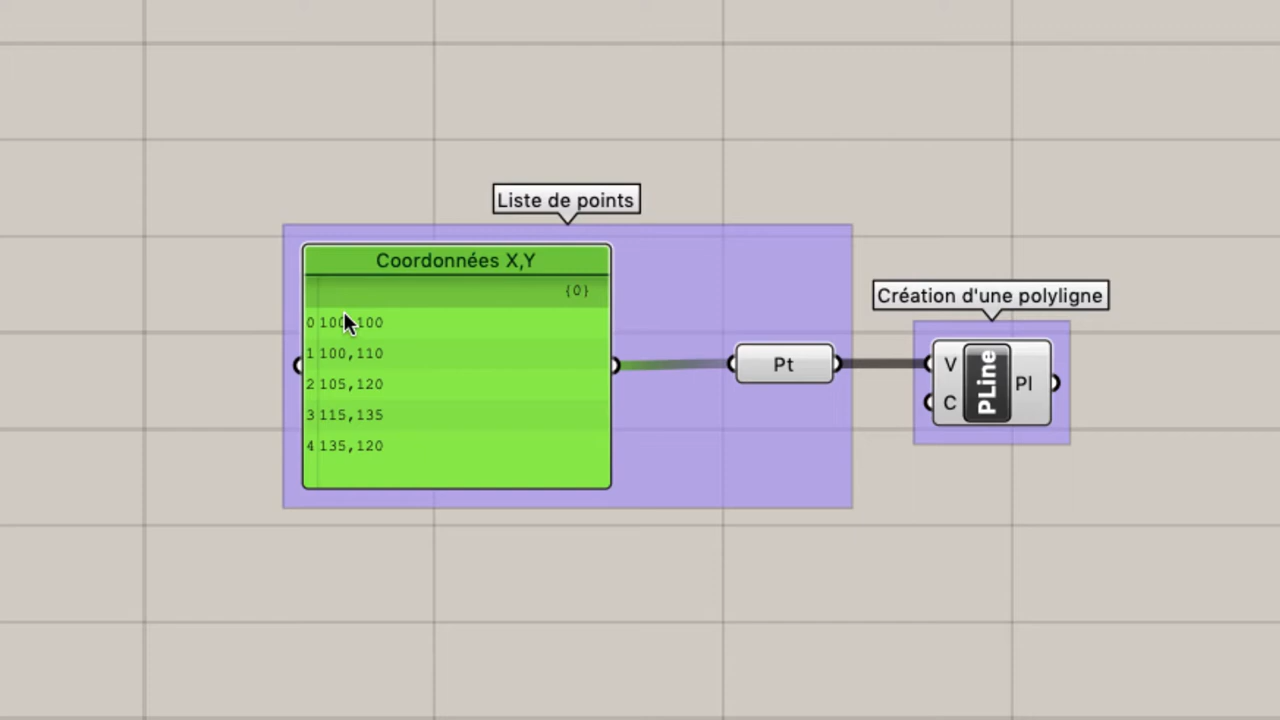 Liste de points
Coordonnées X,Y
{0}
0 100,100
1 100,110
2 105,120
3 115,135
4 135,120
Pt
Création d'une polyligne
V
C
PLine
Pl